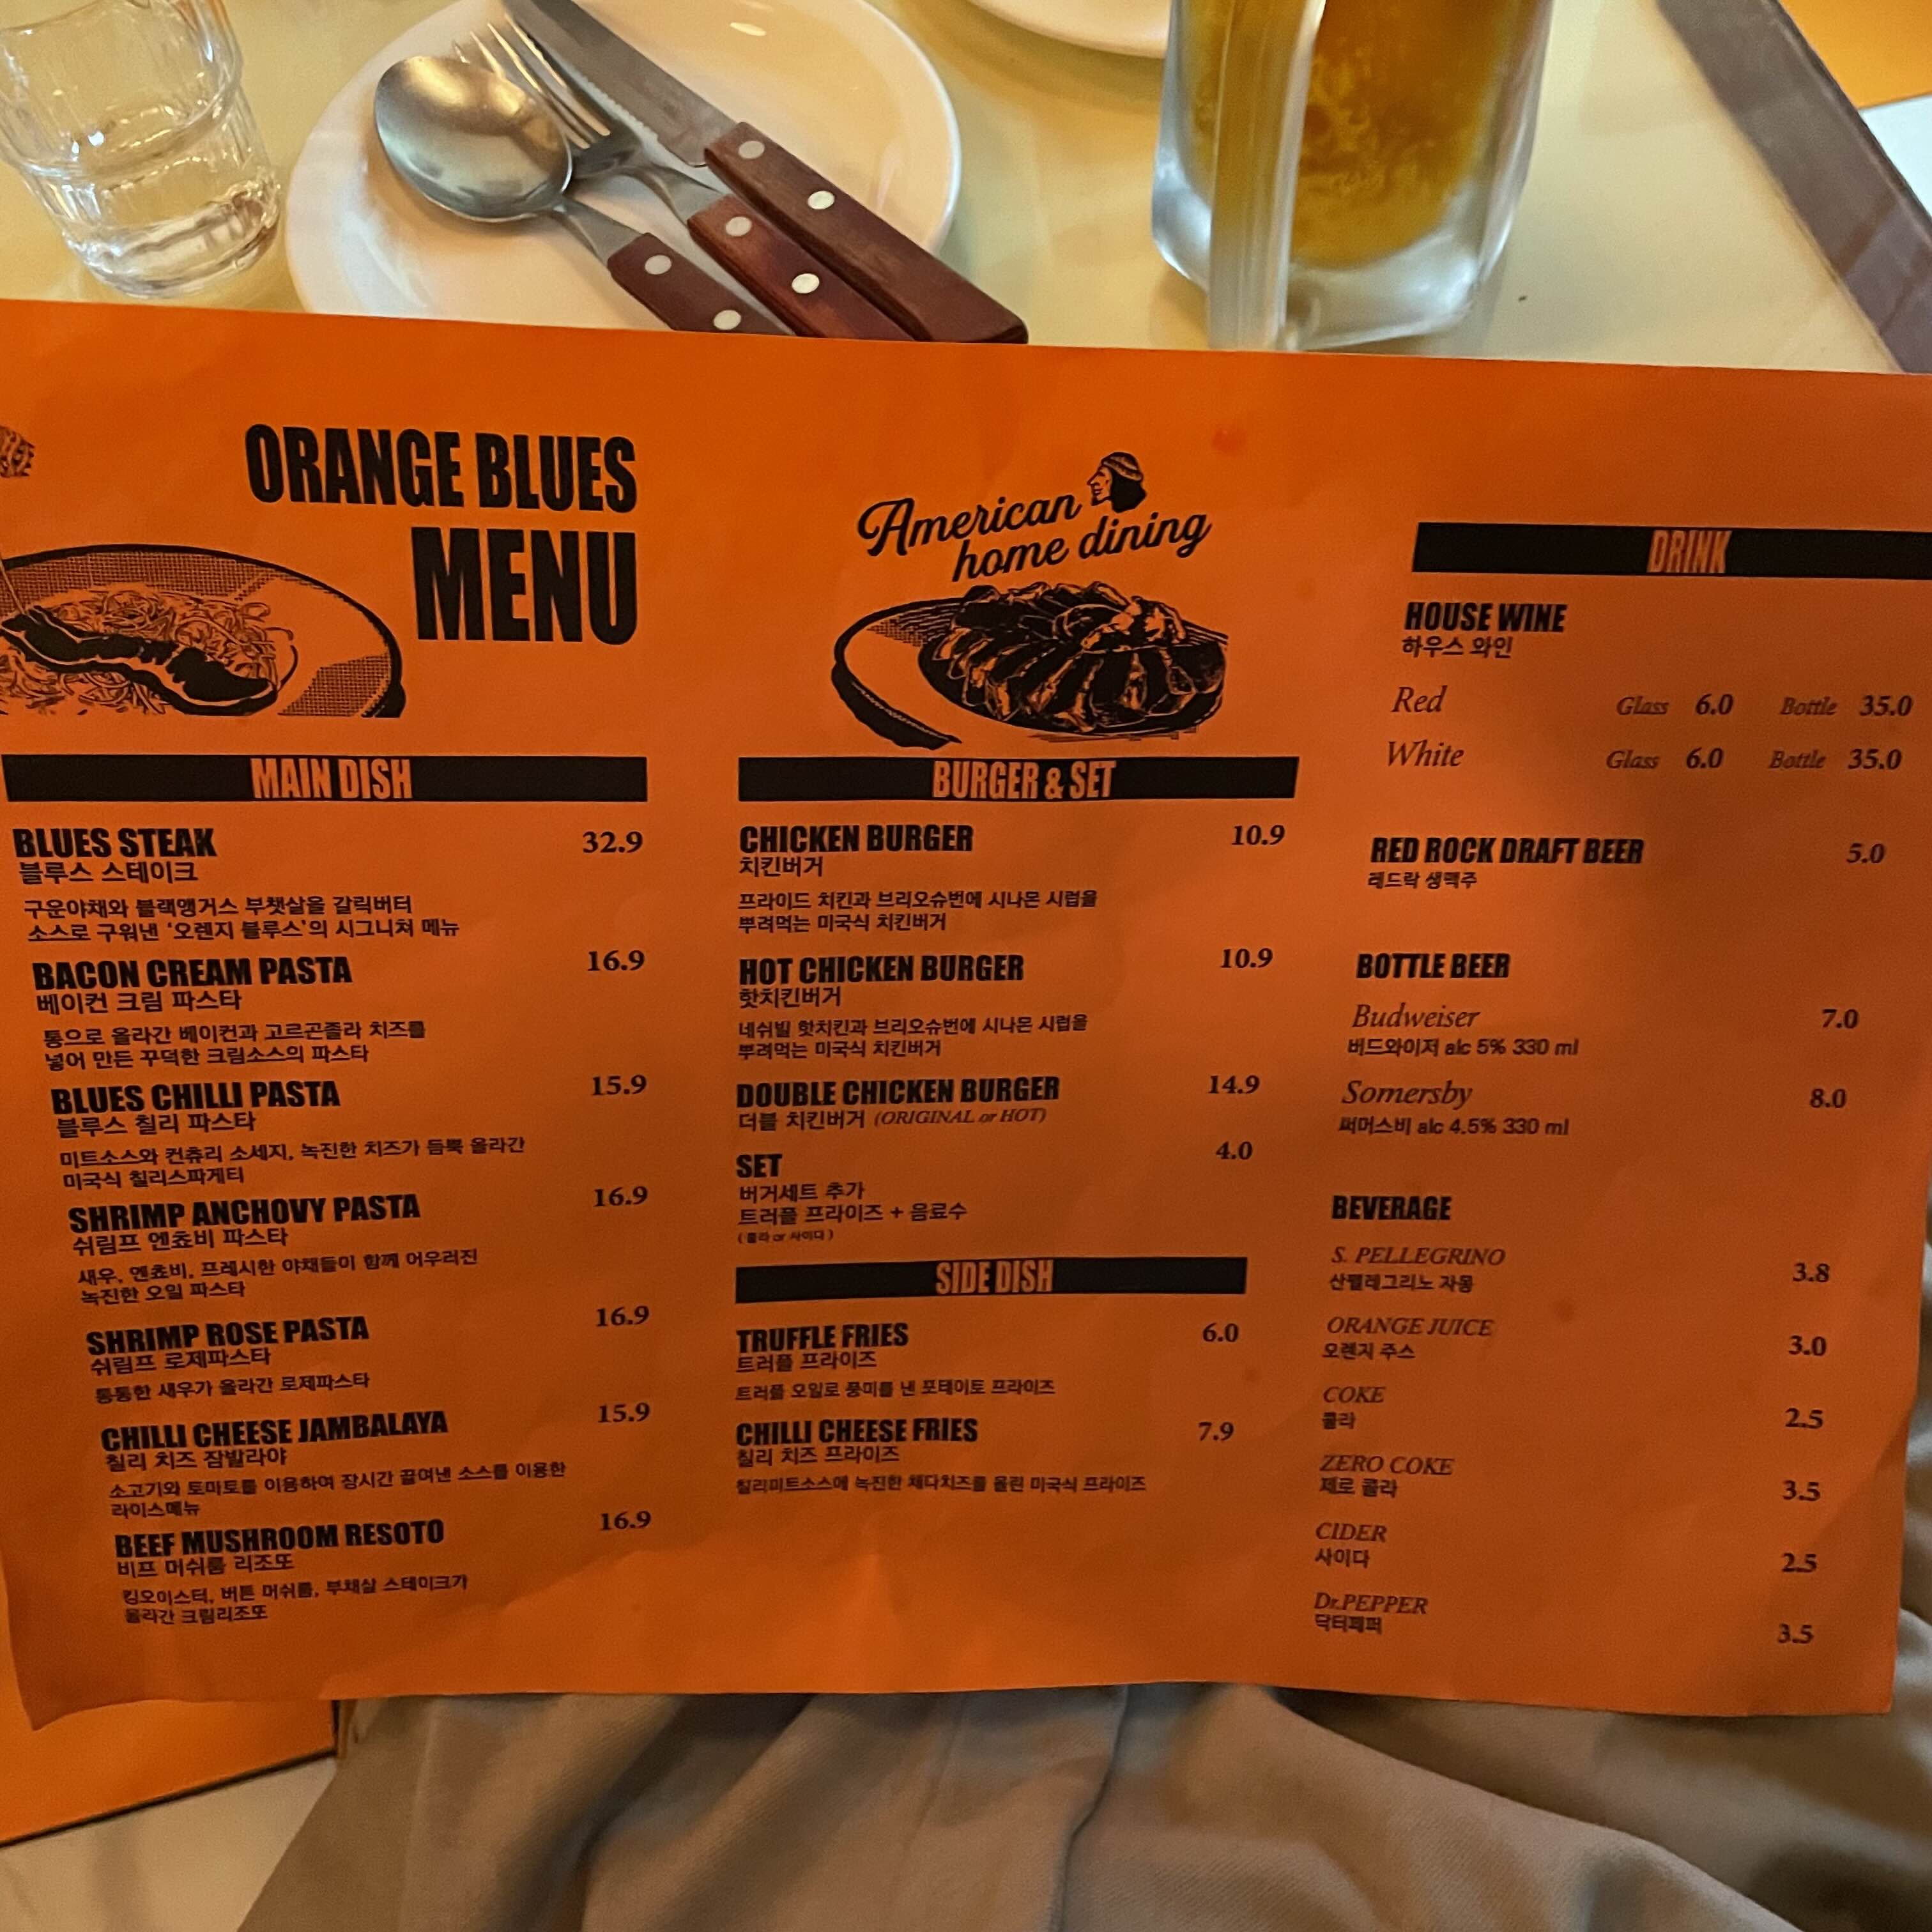 ORANGE BLUES
MENU
MAIN DISH
BLUES STEAK 32.9
블루스 스테이크
구운야채와 블랙앵거스 부챗살을 갈릭버터
소스로 구워낸 ‘오렌지 블루스’의 시그니쳐 메뉴
BACON CREAM PASTA 16.9
베이컨 크림 파스타
통으로 올라간 베이컨과 고르곤졸라 치즈를
넣어 만든 꾸덕한 크림소스의 파스타
BLUES CHILLI PASTA 15.9
블루스 칠리 파스타
미트소스와 컨츄리 소세지, 녹진한 치즈가 듬뿍 올라간
미국식 칠리스파게티
SHRIMP ANCHOVY PASTA 16.9
쉬림프 엔쵸비 파스타
새우, 엔쵸비, 프레시한 야채들이 함께 어우러진
녹진한 오일 파스타
SHRIMP ROSE PASTA 16.9
쉬림프 로제파스타
통통한 새우가 올라간 로제파스타
CHILLI CHEESE JAMBALAYA 15.9
칠리 치즈 잠발라야
소고기와 토마토를 이용하여 장시간 끓여낸 소스를 이용한
라이스메뉴
BEEF MUSHROOM RESOTO 16.9
비프 머쉬룸 리조또
킹오이스터, 버튼 머쉬룸, 부채살 스테이크가
올라간 크림리조또
American
home dining
BURGER & SET
CHICKEN BURGER 10.9
치킨버거
프라이드 치킨과 브리오슈번에 시나몬 시럽을
뿌려먹는 미국식 치킨버거
HOT CHICKEN BURGER 10.9
핫치킨버거
네쉬빌 핫치킨과 브리오슈번에 시나몬 시럽을
뿌려먹는 미국식 치킨버거
DOUBLE CHICKEN BURGER 14.9
더블 치킨버거 (ORIGINAL or HOT)
SET 4.0
버거세트 추가
트러플 프라이즈 + 음료수
(콜라 or 사이다)
SIDE DISH
TRUFFLE FRIES 6.0
트러플 프라이즈
트러플 오일로 풍미를 낸 포테이토 프라이즈
CHILLI CHEESE FRIES 7.9
칠리 치즈 프라이즈
칠리미트소스에 녹진한 체다치즈를 올린 미국식 프라이즈
DRINK
HOUSE WINE
하우스 와인
Red Glass 6.0 Bottle 35.0
White Glass 6.0 Bottle 35.0
RED ROCK DRAFT BEER 5.0
레드락 생맥주
BOTTLE BEER
Budweiser 7.0
버드와이저 alc 5% 330 ml
Somersby 8.0
써머스비 alc 4.5% 330 ml
BEVERAGE
S. PELLEGRINO 3.8
산펠레그리노 자몽
ORANGE JUICE 3.0
오렌지 주스
COKE 2.5
콜라
ZERO COKE 3.5
제로 콜라
CIDER 2.5
사이다
Dr.PEPPER 3.5
닥터페퍼